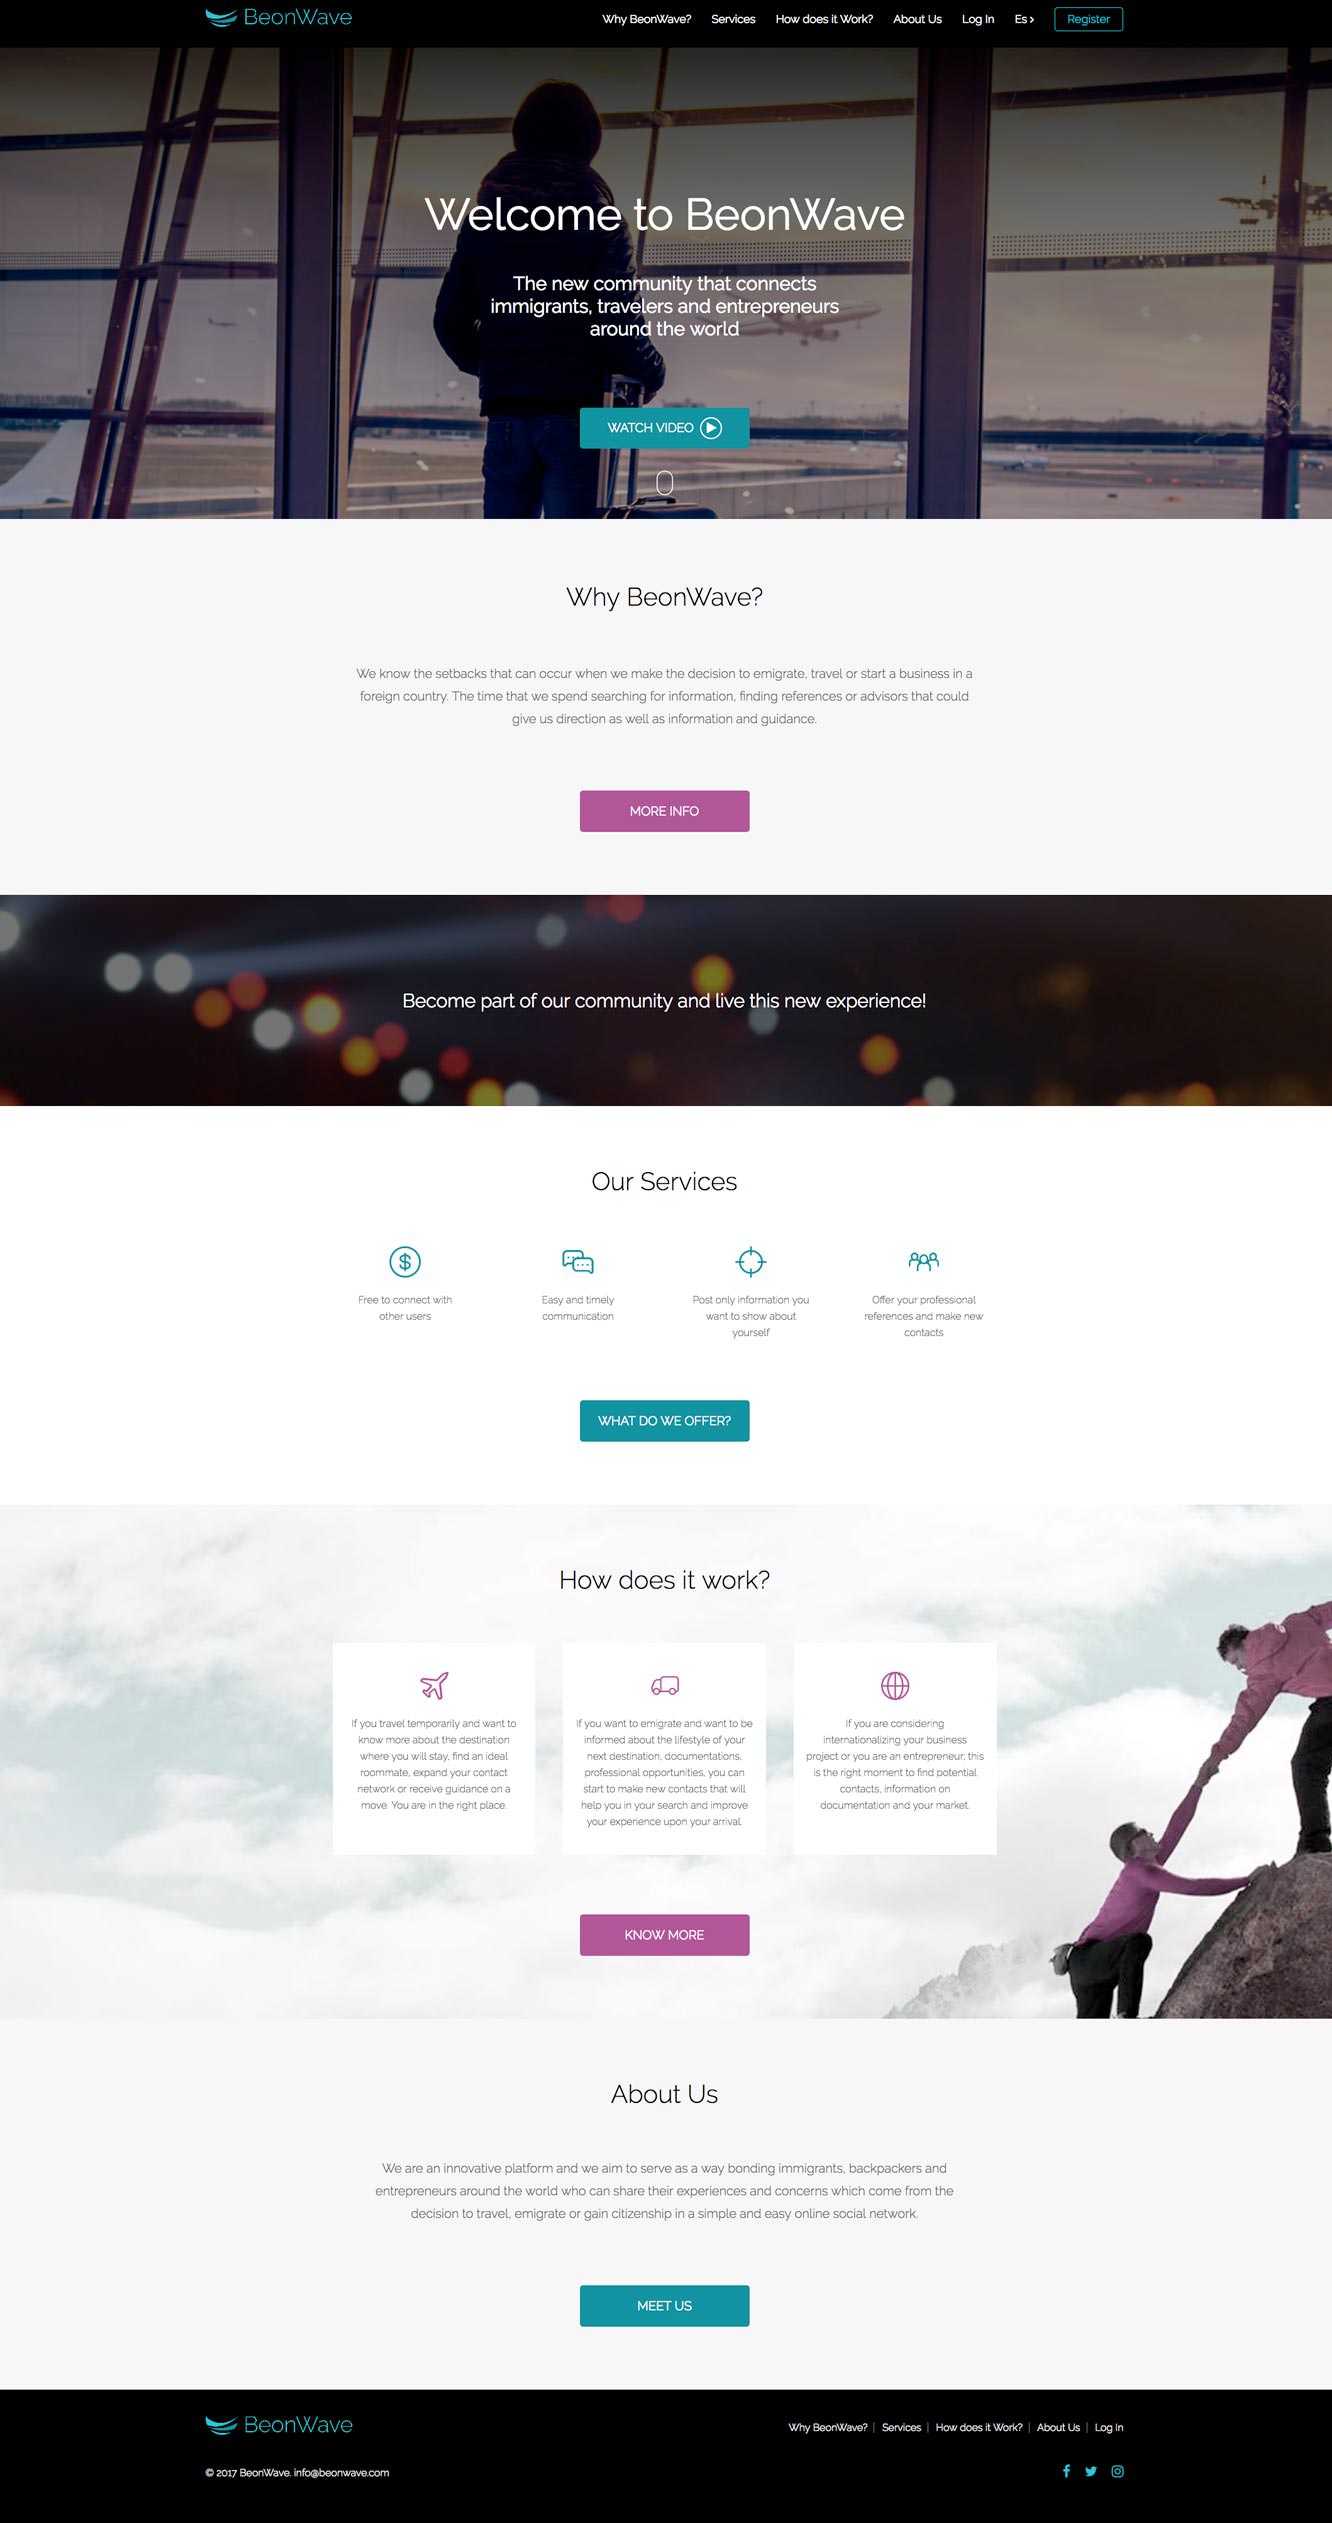 BeonWave
Why BeonWave? Services How does it Work? About Us Log In Es › Register
Welcome to BeonWave
The new community that connects
immigrants, travelers and entrepreneurs
around the world
WATCH VIDEO
Why BeonWave?
We know the setbacks that can occur when we make the decision to emigrate, travel or start a business in a
foreign country. The time that we spend searching for information, finding references or advisors that could
give us direction as well as information and guidance.
MORE INFO
Become part of our community and live this new experience!
Our Services
Free to connect with
other users
Easy and timely
communication
Post only information you
want to show about
yourself
Offer your professional
references and make new
contacts
WHAT DO WE OFFER?
How does it work?
If you travel temporarily and want to
know more about the destination
where you will stay, find an ideal
roommate, expand your contact
network or receive guidance on a
move. You are in the right place.
If you want to emigrate and want to be
informed about the lifestyle of your
next destination, documentations,
professional opportunities, you can
start to make new contacts that will
help you in your search and improve
your experience upon your arrival.
If you are considering
internationalizing your business
project or you are an entrepreneur; this
is the right moment to find potential
contacts, information on
documentation and your market.
KNOW MORE
About Us
We are an innovative platform and we aim to serve as a way bonding immigrants, backpackers and
entrepreneurs around the world who can share their experiences and concerns which come from the
decision to travel, emigrate or gain citizenship in a simple and easy online social network.
MEET US
BeonWave
Why BeonWave? | Services | How does it Work? | About Us | Log In
© 2017 BeonWave. info@beonwave.com